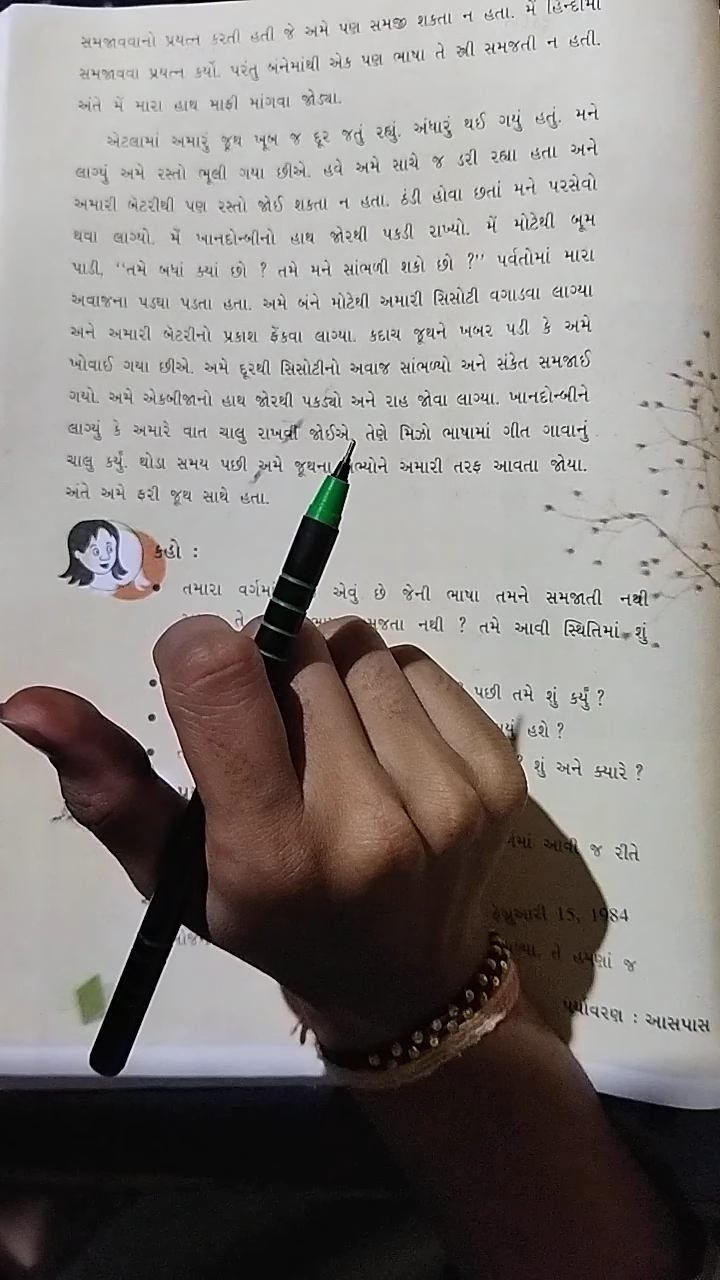 સમજાવવાનો પ્રયત્ન કરતી હતી જે અમે પણ સમજી શકતા ન હતા. મેં હિન્દીમાં
સમજાવવા પ્રયત્ન કર્યો. પરંતુ બંનેમાંથી એક પણ ભાષા તે સ્ત્રી સમજતી ન હતી.
અંતે મેં મારા હાથ માફી માંગવા જોડ્યા.
એટલામાં અમારું જૂથ ખૂબ જ દૂર જતું રહ્યું. અંધારું થઈ ગયું હતું. મને
લાગ્યું અમે રસ્તો ભૂલી ગયા છીએ. હવે અમે સાચે જ ડરી રહ્યા હતા અને
અમારી બેટરીથી પણ રસ્તો જોઈ શકતા ન હતા. ઠંડી હોવા છતાં મને પરસેવો
થવા લાગ્યો. મેં ખાનદોન્બીનો હાથ જોરથી પકડી રાખ્યો. મેં મોટેથી બૂમ
પાડી, “તમે બધાં ક્યાં છો ? તમે મને સાંભળી શકો છો ?” પર્વતોમાં મારા
અવાજના પડઘા પડતા હતા. અમે બંને મોટેથી અમારી સિસોટી વગાડવા લાગ્યા
અને અમારી બેટરીનો પ્રકાશ ફેંકવા લાગ્યા. કદાચ જૂથને ખબર પડી કે અમે
ખોવાઈ ગયા છીએ. અમે દૂરથી સિસોટીનો અવાજ સાંભળ્યો અને સંકેત સમજાઈ
ગયો. અમે એકબીજાનો હાથ જોરથી પકડ્યો અને રાહ જોવા લાગ્યા. ખાનદોન્બીને
લાગ્યું કે અમારે વાત ચાલુ રાખવી જોઈએ. તેણે મિઝો ભાષામાં ગીત ગાવાનું
ચાલુ કર્યું. થોડા સમય પછી અમે જૂથના અમારી તરફ આવતા જોયા.
અંતે અમે ફરી જૂથ સાથે હતા.
કહો :
તમારા એવું છે જેની ભાષા તમને સમજાતી નથી
તે નથી ? તમે આવી સ્થિતિમાં શું
પછી તમે શું કર્યું ?
હશે ?
? શું અને ક્યારે ?
આવી જ રીતે
ફેબ્રુઆરી 15, 1984
તે હમણાં જ
પર્યાવરણ : આસપાસ